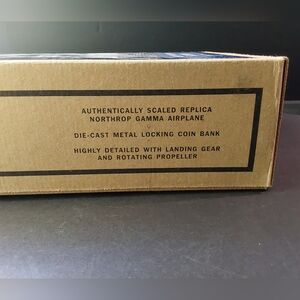 AUTHENTICALLY SCALED REPLICA
NORTHROP GAMMA AIRPLANE
DIE-CAST METAL LOCKING COIN BANK
HIGHLY DETAILED WITH LANDING GEAR
AND ROTATING PROPELLER